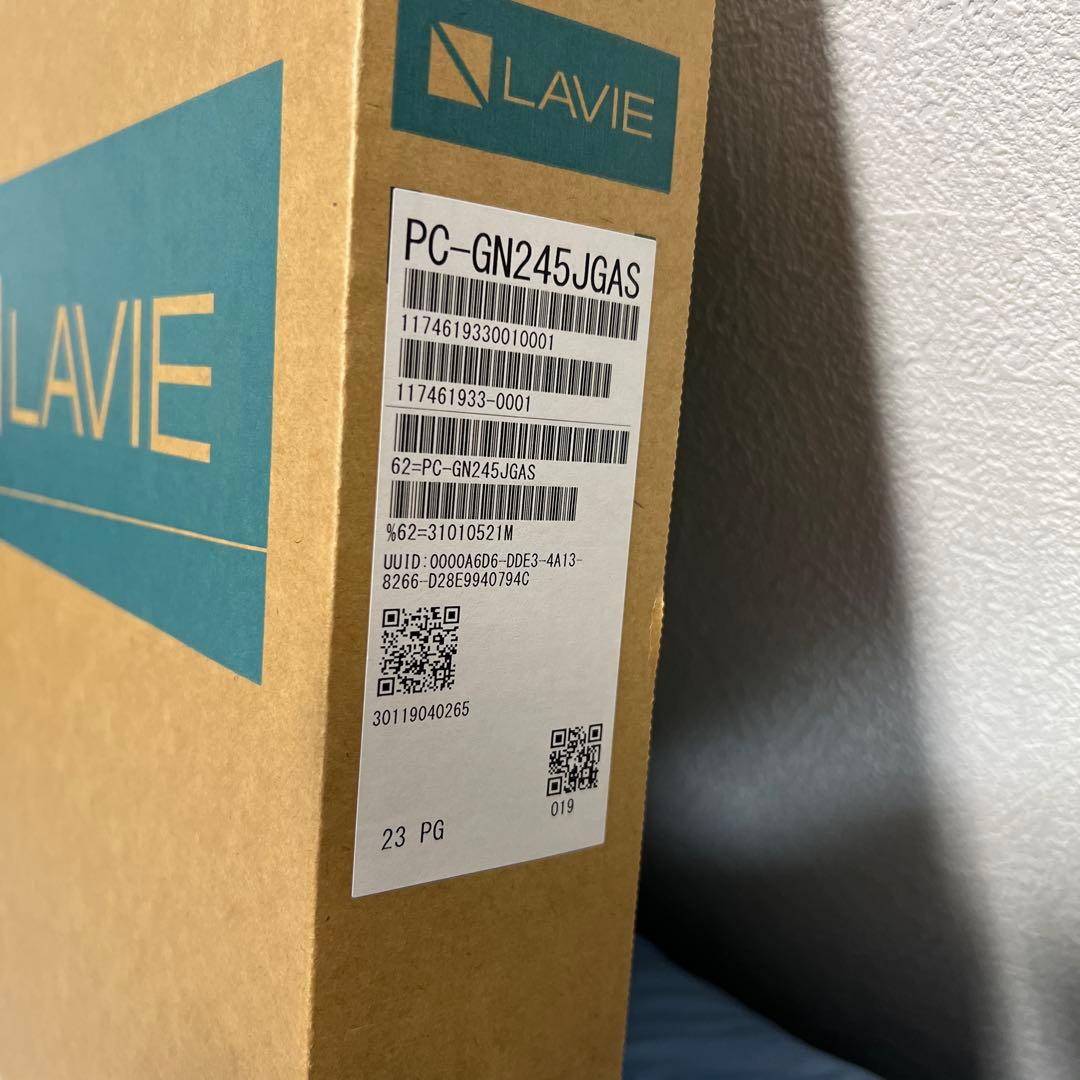 LAVIE
LAVIE
PC-GN245JGAS
1174619330010001
117461933-0001
62=PC-GN245JGAS
%62=31010521M
UUID:0000A6D6-DDE3-4A13-
8266-D28E9940794C
30119040265
019
23 PG